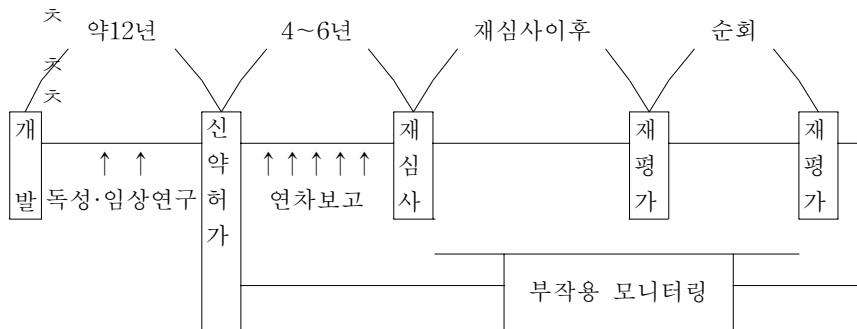 ㅊ
약12년
4~6년
재심사이후
순회
ㅊ
ㅊ
개발
신약허가
재심사
재평가
재평가
↑ ↑
↑ ↑ ↑ ↑ ↑
독성·임상연구
연차보고
부작용 모니터링